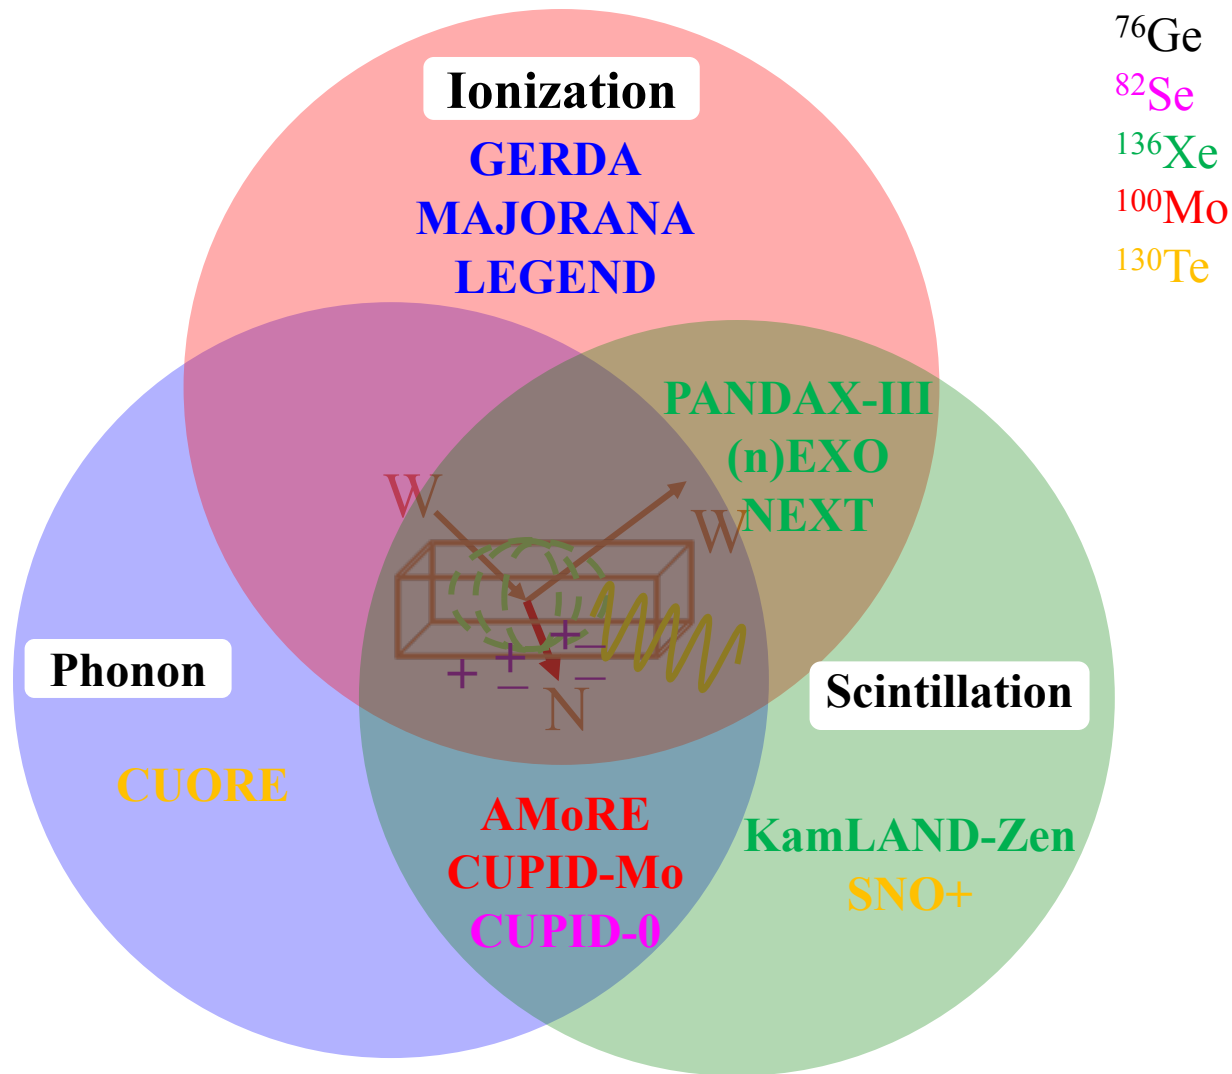 Ionization
GERDA
MAJORANA
LEGEND
⁷⁶Ge
⁸²Se
¹³⁶Xe
¹⁰⁰Mo
¹³⁰Te
PANDAX-III
(n)EXO
NEXT
W
W
+
+
+
_
_
_
N
Phonon
CUORE
Scintillation
AMoRE
CUPID-Mo
CUPID-0
KamLAND-Zen
SNO+